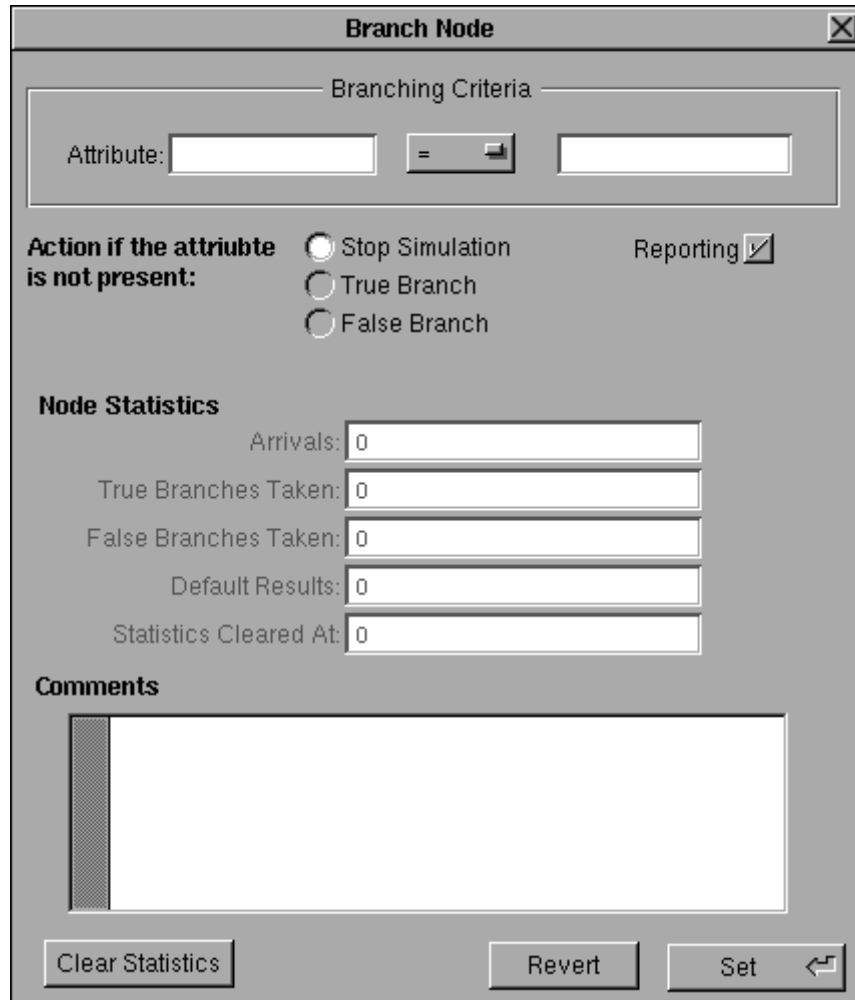 Branch Node
Branching Criteria
Attribute: =
Action if the attriubte
is not present:
Stop Simulation
True Branch
False Branch
Reporting
Node Statistics
Arrivals: 0
True Branches Taken: 0
False Branches Taken: 0
Default Results: 0
Statistics Cleared At: 0
Comments
Clear Statistics Revert Set